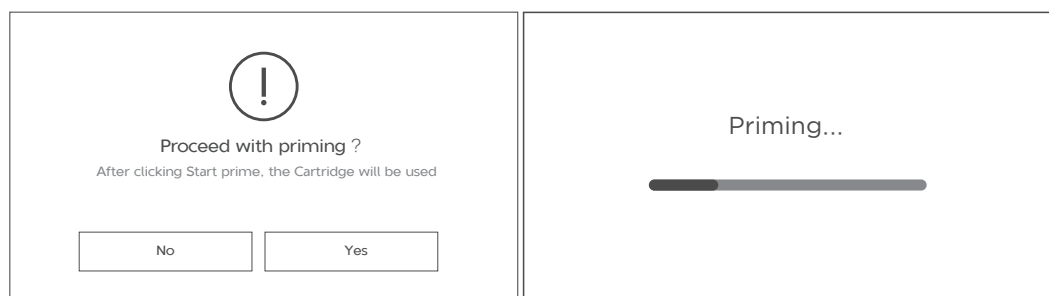 Proceed with priming ?
After clicking Start prime, the Cartridge will be used
No
Yes
Priming...